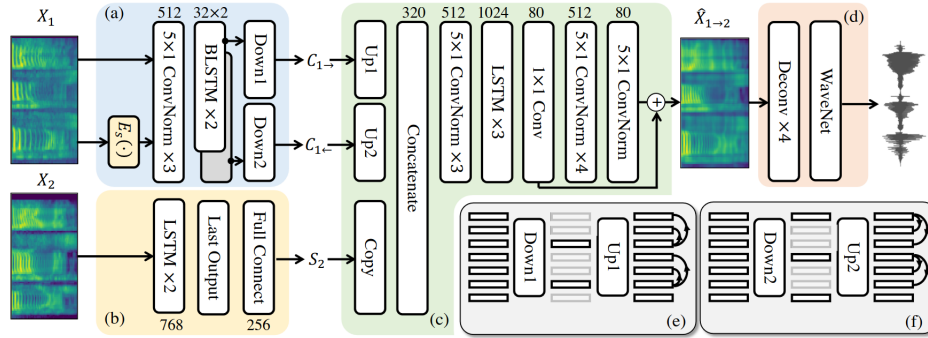 X₁
(a)
512
32×2
E_s(·)
5×1 ConvNorm ×3
BLSTM ×2
Down1
Down2
C₁→
C₁←
X₂
(b)
LSTM ×2
Last Output
Full Connect
768
256
S₂
320
512
1024
80
512
80
Up1
Up2
Copy
Concatenate
5×1 ConvNorm ×3
LSTM ×3
1×1 Conv
5×1 ConvNorm ×4
5×1 ConvNorm
+
(c)
X̂₁→₂
(d)
Deconv ×4
WaveNet
Down1
Up1
(e)
Down2
Up2
(f)